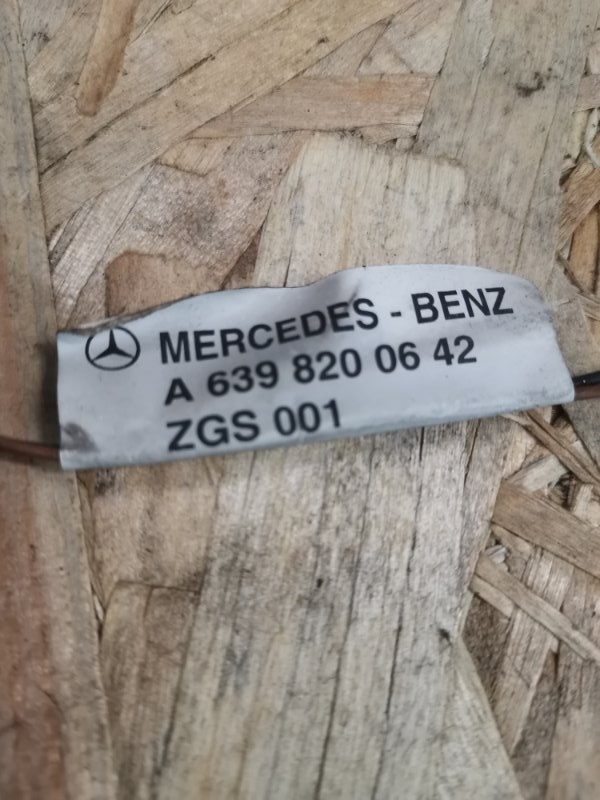 MERCEDES - BENZ
A 639 820 06 42
ZGS 001